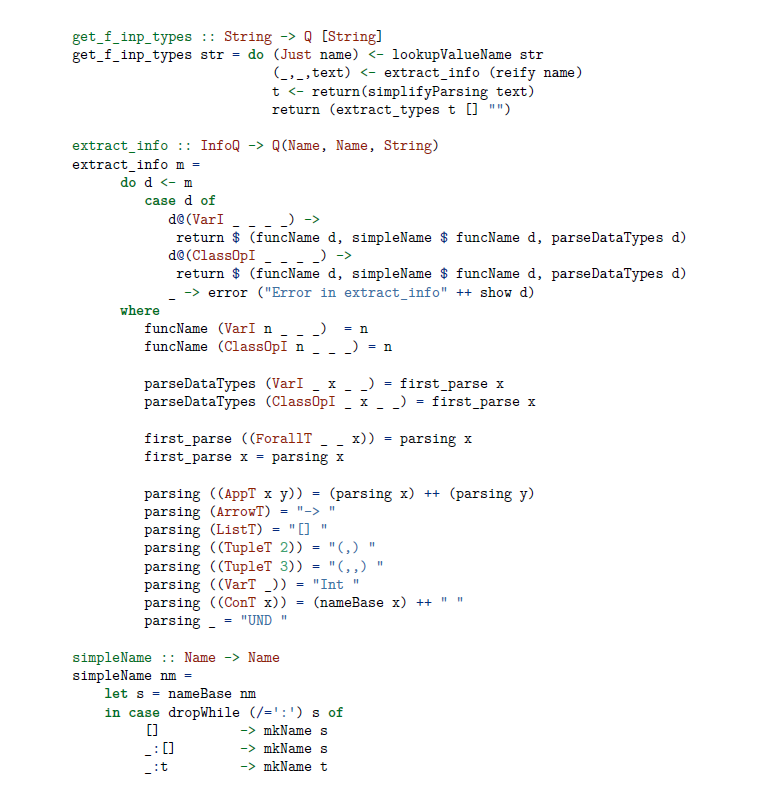 get_f_inp_types :: String -> Q [String]
get_f_inp_types str = do (Just name) <- lookupValueName str
                         (_,_,text) <- extract_info (reify name)
                         t <- return(simplifyParsing text)
                         return (extract_types t [] "")

extract_info :: InfoQ -> Q(Name, Name, String)
extract_info m =
      do d <- m
         case d of
            d@(VarI _ _ _ _) ->
             return $ (funcName d, simpleName $ funcName d, parseDataTypes d)
            d@(ClassOpI _ _ _ _) ->
             return $ (funcName d, simpleName $ funcName d, parseDataTypes d)
            _ -> error ("Error in extract_info" ++ show d)
      where
         funcName (VarI n _ _ _)  = n
         funcName (ClassOpI n _ _ _) = n

         parseDataTypes (VarI _ x _ _) = first_parse x
         parseDataTypes (ClassOpI _ x _ _) = first_parse x

         first_parse ((ForallT _ _ x)) = parsing x
         first_parse x = parsing x

         parsing ((AppT x y)) = (parsing x) ++ (parsing y)
         parsing (ArrowT) = "-> "
         parsing (ListT) = "[] "
         parsing ((TupleT 2)) = "(,) "
         parsing ((TupleT 3)) = "(,,) "
         parsing ((VarT _)) = "Int "
         parsing ((ConT x)) = (nameBase x) ++ " "
         parsing _ = "UND "

simpleName :: Name -> Name
simpleName nm =
    let s = nameBase nm
    in case dropWhile (/=':') s of
         []          -> mkName s
         _:[]        -> mkName s
         _:t         -> mkName t